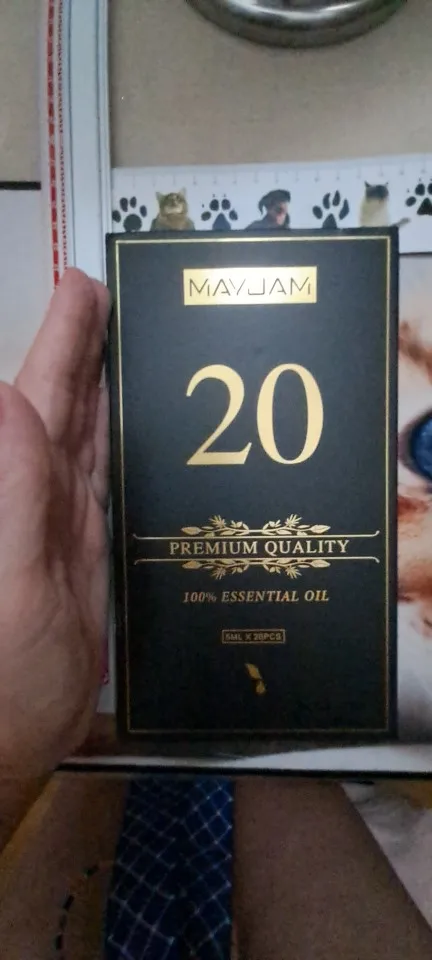 MAYJAM
20
PREMIUM QUALITY
100% ESSENTIAL OIL
5ML X 20PCS